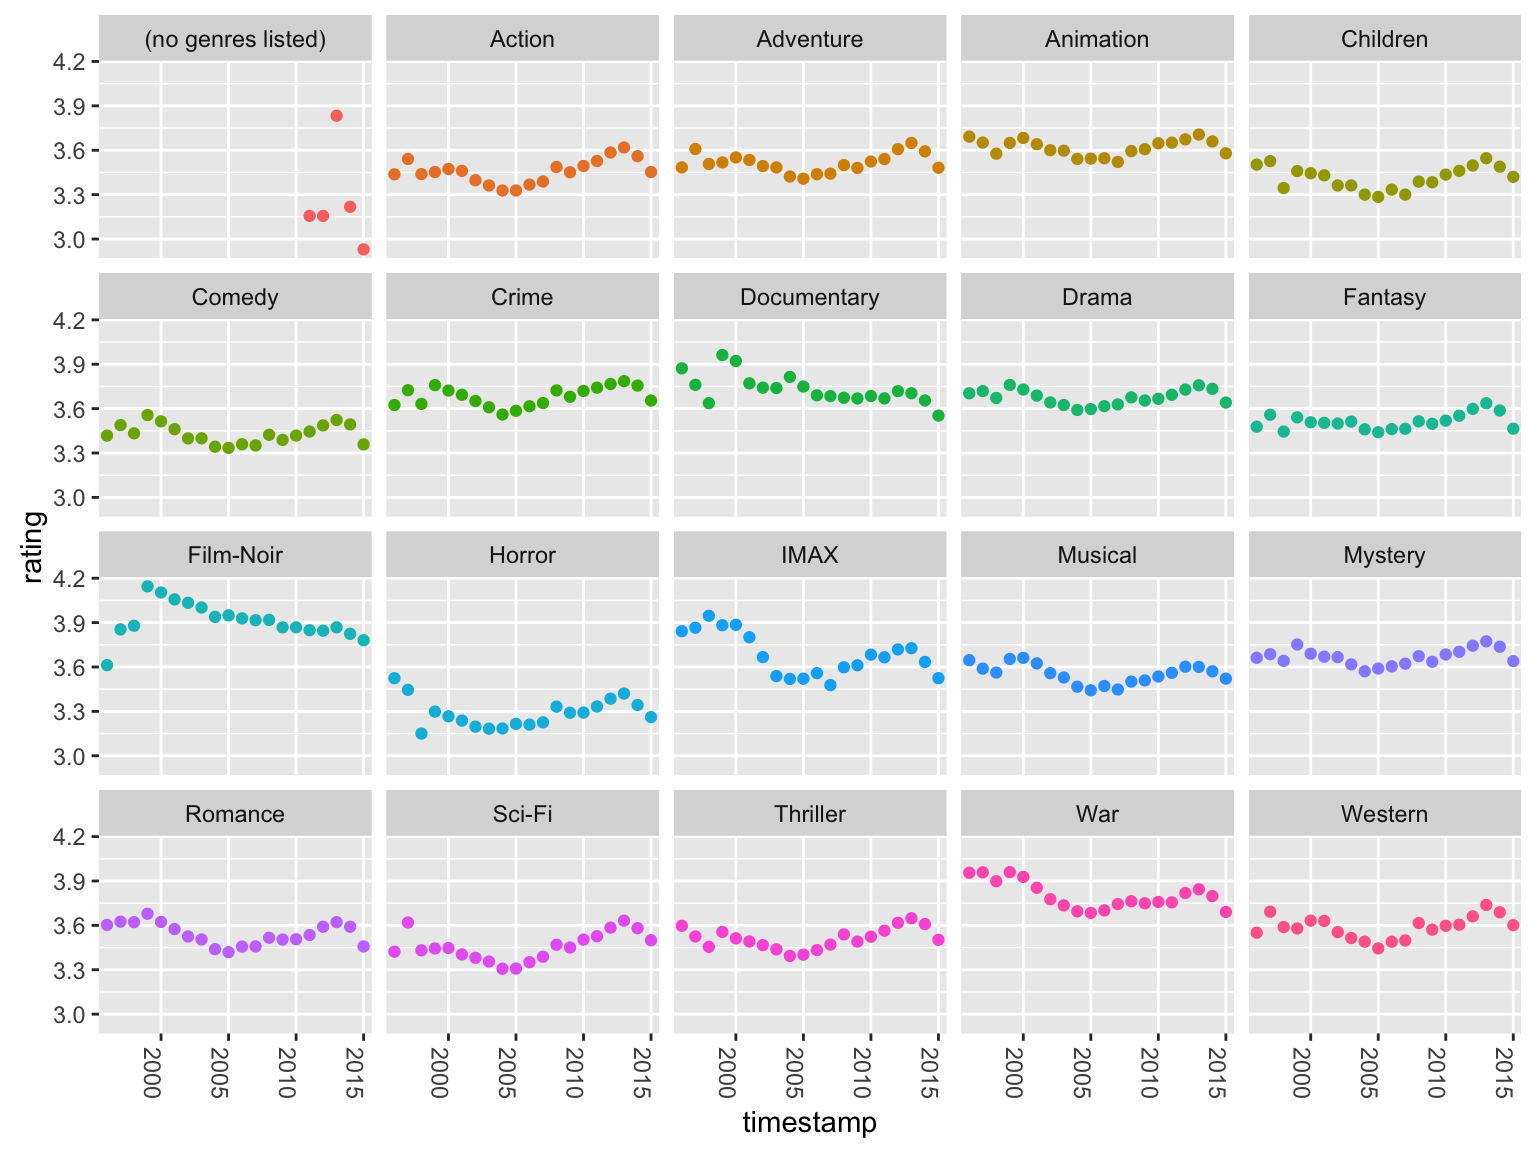 (no genres listed) Action Adventure Animation Children
4.2
3.9
3.6
3.3
3.0
Comedy Crime Documentary Drama Fantasy
4.2
3.9
3.6
3.3
3.0
rating
Film-Noir Horror IMAX Musical Mystery
4.2
3.9
3.6
3.3
3.0
Romance Sci-Fi Thriller War Western
4.2
3.9
3.6
3.3
3.0
2000 2005 2010 2015 2000 2005 2010 2015 2000 2005 2010 2015 2000 2005 2010 2015 2000 2005 2010 2015
timestamp